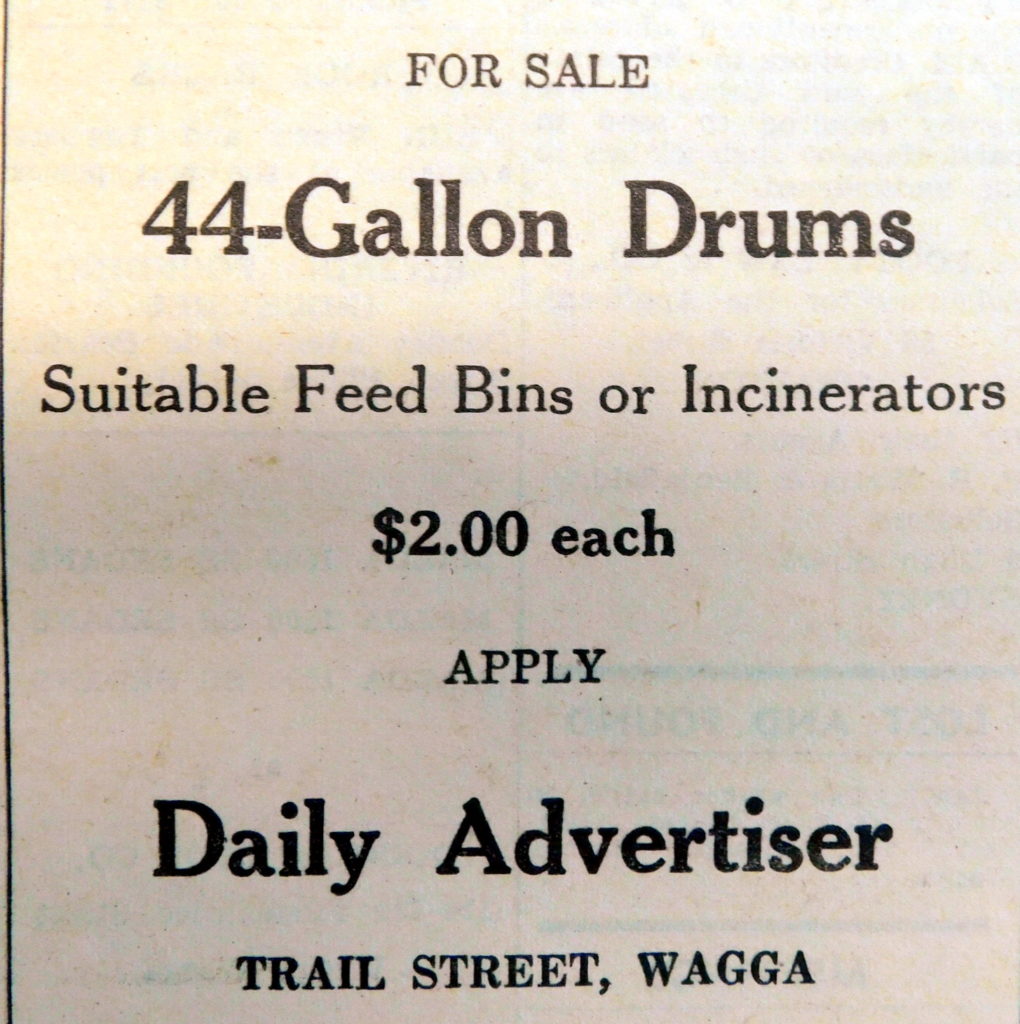 FOR SALE
44-Gallon Drums
Suitable Feed Bins or Incinerators
$2.00 each
APPLY
Daily Advertiser
TRAIL STREET, WAGGA